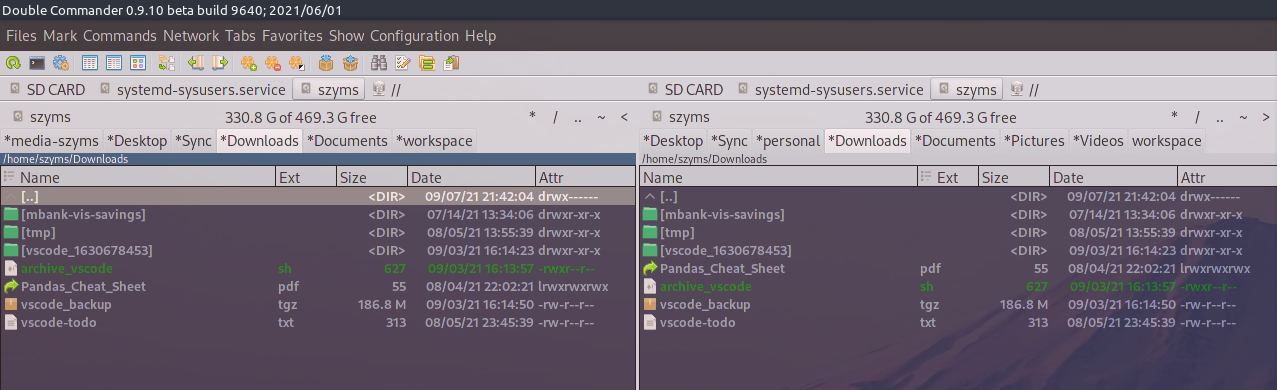 Double Commander 0.9.10 beta build 9640; 2021/06/01
Files Mark Commands Network Tabs Favorites Show Configuration Help
SD CARD systemd-sysusers.service szyms // SD CARD systemd-sysusers.service szyms //
szyms 330.8 G of 469.3 G free * / .. ~ < szyms 330.8 G of 469.3 G free * / .. ~ >
*media-szyms *Desktop *Sync *Downloads *Documents *workspace *Desktop *Sync *personal *Downloads *Documents *Pictures *Videos workspace
/home/szyms/Downloads /home/szyms/Downloads
Name Ext Size Date Attr Name Ext Size Date Attr
[..] <DIR> 09/07/21 21:42:04 drwx------ [..] <DIR> 09/07/21 21:42:04 drwx------
[mbank-vis-savings] <DIR> 07/14/21 13:34:06 drwxr-xr-x [mbank-vis-savings] <DIR> 07/14/21 13:34:06 drwxr-xr-x
[tmp] <DIR> 08/05/21 13:55:39 drwxr-xr-x [tmp] <DIR> 08/05/21 13:55:39 drwxr-xr-x
[vscode_1630678453] <DIR> 09/03/21 16:14:23 drwxr-xr-x [vscode_1630678453] <DIR> 09/03/21 16:14:23 drwxr-xr-x
archive_vscode sh 627 09/03/21 16:13:57 -rwxr--r-- Pandas_Cheat_Sheet pdf 55 08/04/21 22:02:21 lrwxrwxrwx
Pandas_Cheat_Sheet pdf 55 08/04/21 22:02:21 lrwxrwxrwx archive_vscode sh 627 09/03/21 16:13:57 -rwxr--r--
vscode_backup tgz 186.8 M 09/03/21 16:14:50 -rw-r--r-- vscode_backup tgz 186.8 M 09/03/21 16:14:50 -rw-r--r--
vscode-todo txt 313 08/05/21 23:45:39 -rw-r--r-- vscode-todo txt 313 08/05/21 23:45:39 -rw-r--r--